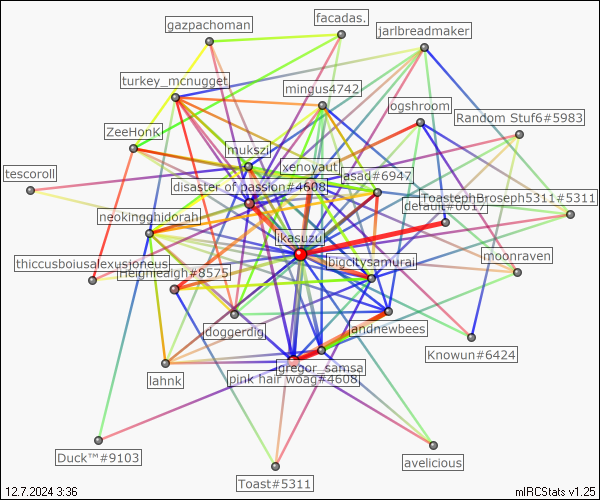 facadas.
gazpachoman
jarlbreadmaker
turkey_mcnugget
mingus4742
ogshroom
Random Stuf6#5983
ZeeHonK
mukszi
xenoyaut
asad#6947
tescoroll
disaster of passion#4608
ToastephBroseph5311#5311
default#0617
neokingghidorah
ikasuzu
moonraven
thiccusboiusalexusioneus
bigcitysamurai
Heighleaigh#8575
doggerdig
andnewbees
Knowun#6424
lahnk
gregor_samsa
pink hair woag#4608
Duck™#9103
avelicious
Toast#5311
12.7.2024 3:36
mIRCStats v1.25